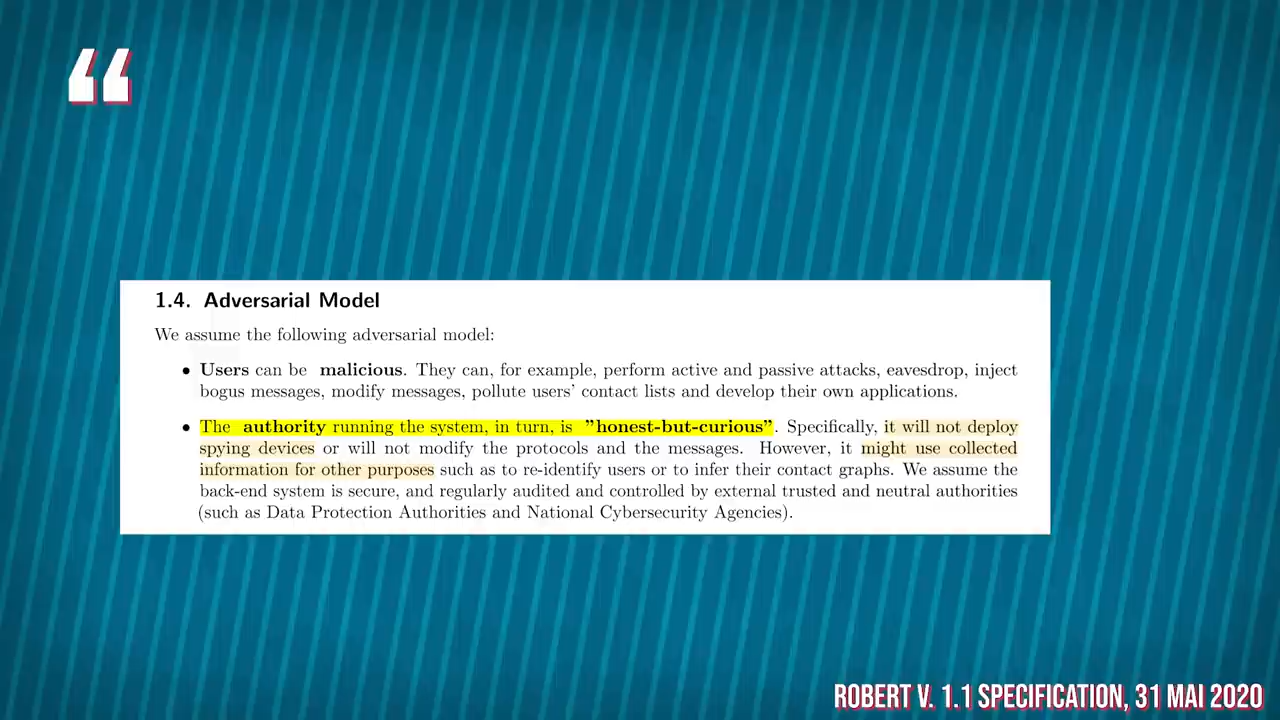 “
1.4. Adversarial Model
We assume the following adversarial model:
• Users can be malicious. They can, for example, perform active and passive attacks, eavesdrop, inject
bogus messages, modify messages, pollute users’ contact lists and develop their own applications.
• The authority running the system, in turn, is ”honest-but-curious”. Specifically, it will not deploy
spying devices or will not modify the protocols and the messages. However, it might use collected
information for other purposes such as to re-identify users or to infer their contact graphs. We assume the
back-end system is secure, and regularly audited and controlled by external trusted and neutral authorities
(such as Data Protection Authorities and National Cybersecurity Agencies).
ROBERT V. 1.1 SPECIFICATION, 31 MAI 2020